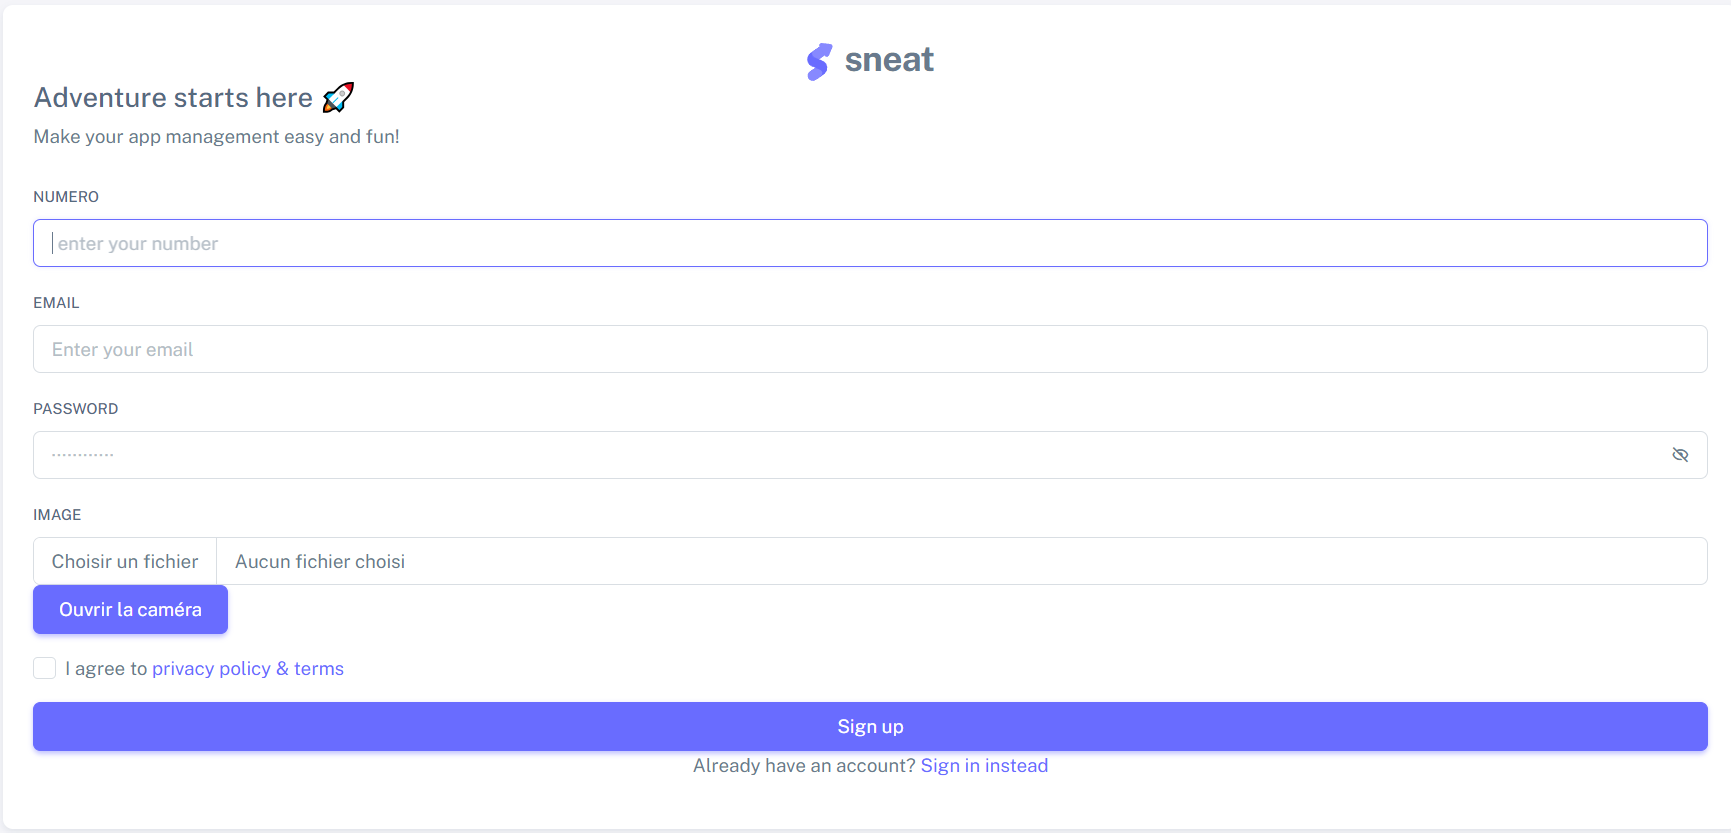 sneat
Adventure starts here 🚀
Make your app management easy and fun!
NUMERO
enter your number
EMAIL
Enter your email
PASSWORD
············
IMAGE
Choisir un fichier Aucun fichier choisi
Ouvrir la caméra
I agree to privacy policy & terms
Sign up
Already have an account? Sign in instead